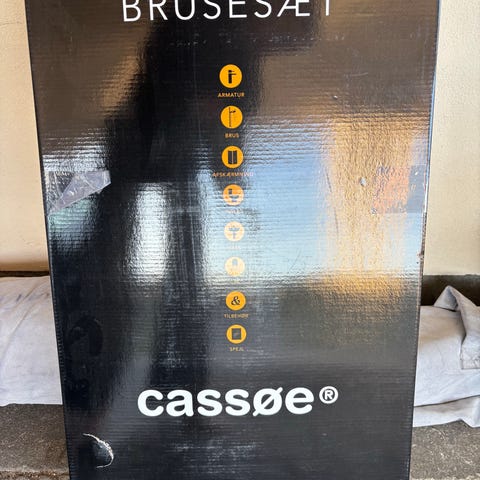 BRUSESÆT
ARMATUR
BRUS
AFSKÆRMNING
&
TILBEHØR
SPEJL
cassøe®